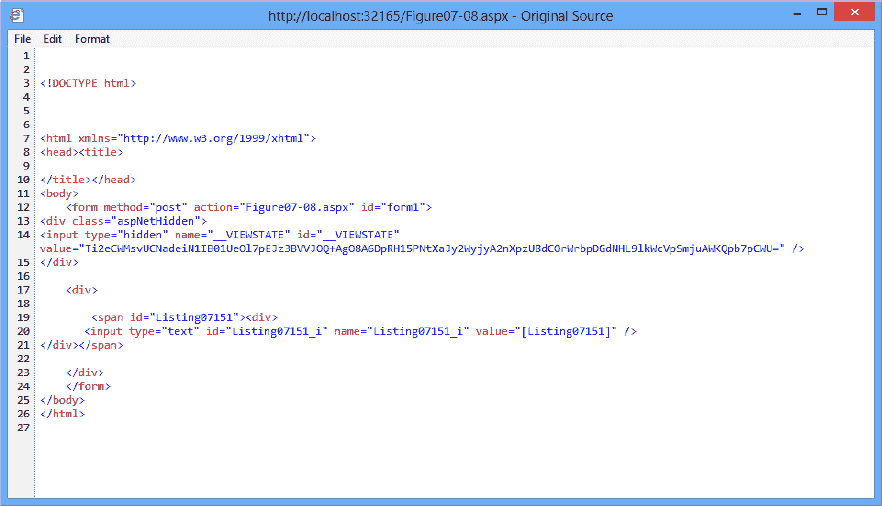 http://localhost:32165/Figure07-08.aspx - Original Source
File Edit Format
1
2
3 <!DOCTYPE html>
4
5
6
7 <html xmlns="http://www.w3.org/1999/xhtml">
8 <head><title>
9
10 </title></head>
11 <body>
12 <form method="post" action="Figure07-08.aspx" id="form1">
13 <div class="aspNetHidden">
14 <input type="hidden" name="__VIEWSTATE" id="__VIEWSTATE"
/>
15 </div>
16
17 <div>
18
19 <span id="Listing07151"><div>
20 <input type="text" id="Listing07151_i" name="Listing07151_i" value="[Listing07151]" />
21 </div></span>
22
23 </div>
24 </form>
25 </body>
26 </html>
27